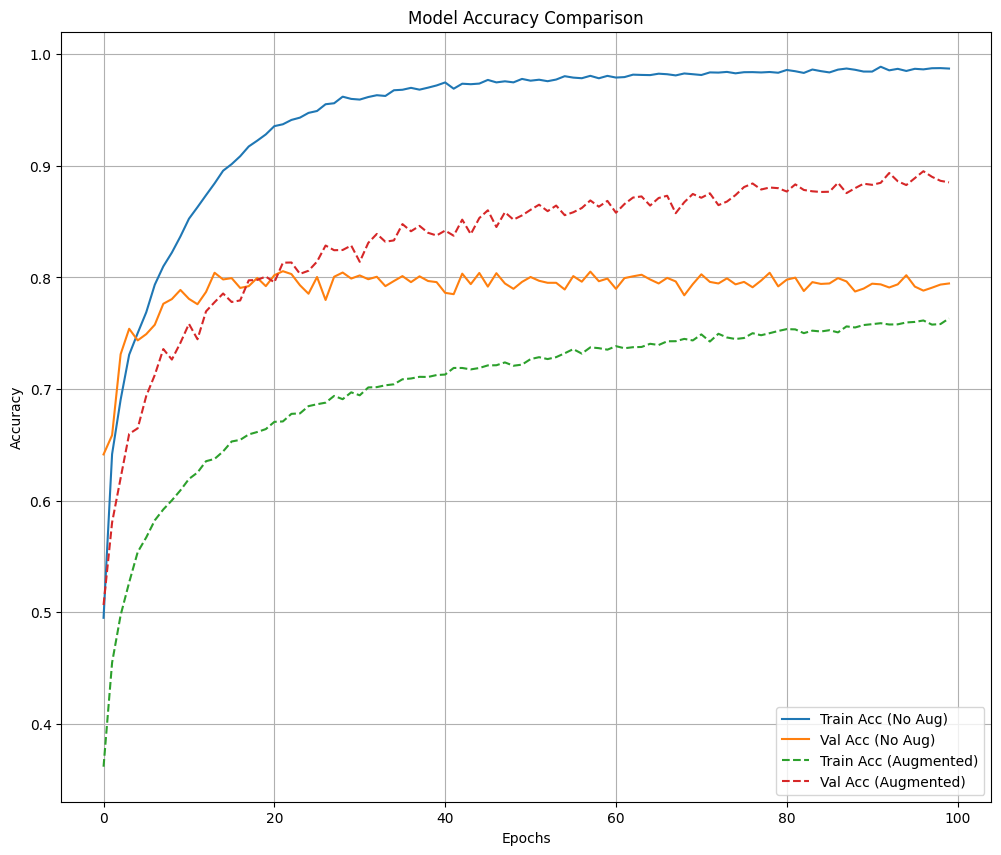 Model Accuracy Comparison
1.0
0.9
0.8
0.7
0.6
0.5
0.4
Accuracy
0 20 40 60 80 100
Epochs
Train Acc (No Aug)
Val Acc (No Aug)
Train Acc (Augmented)
Val Acc (Augmented)